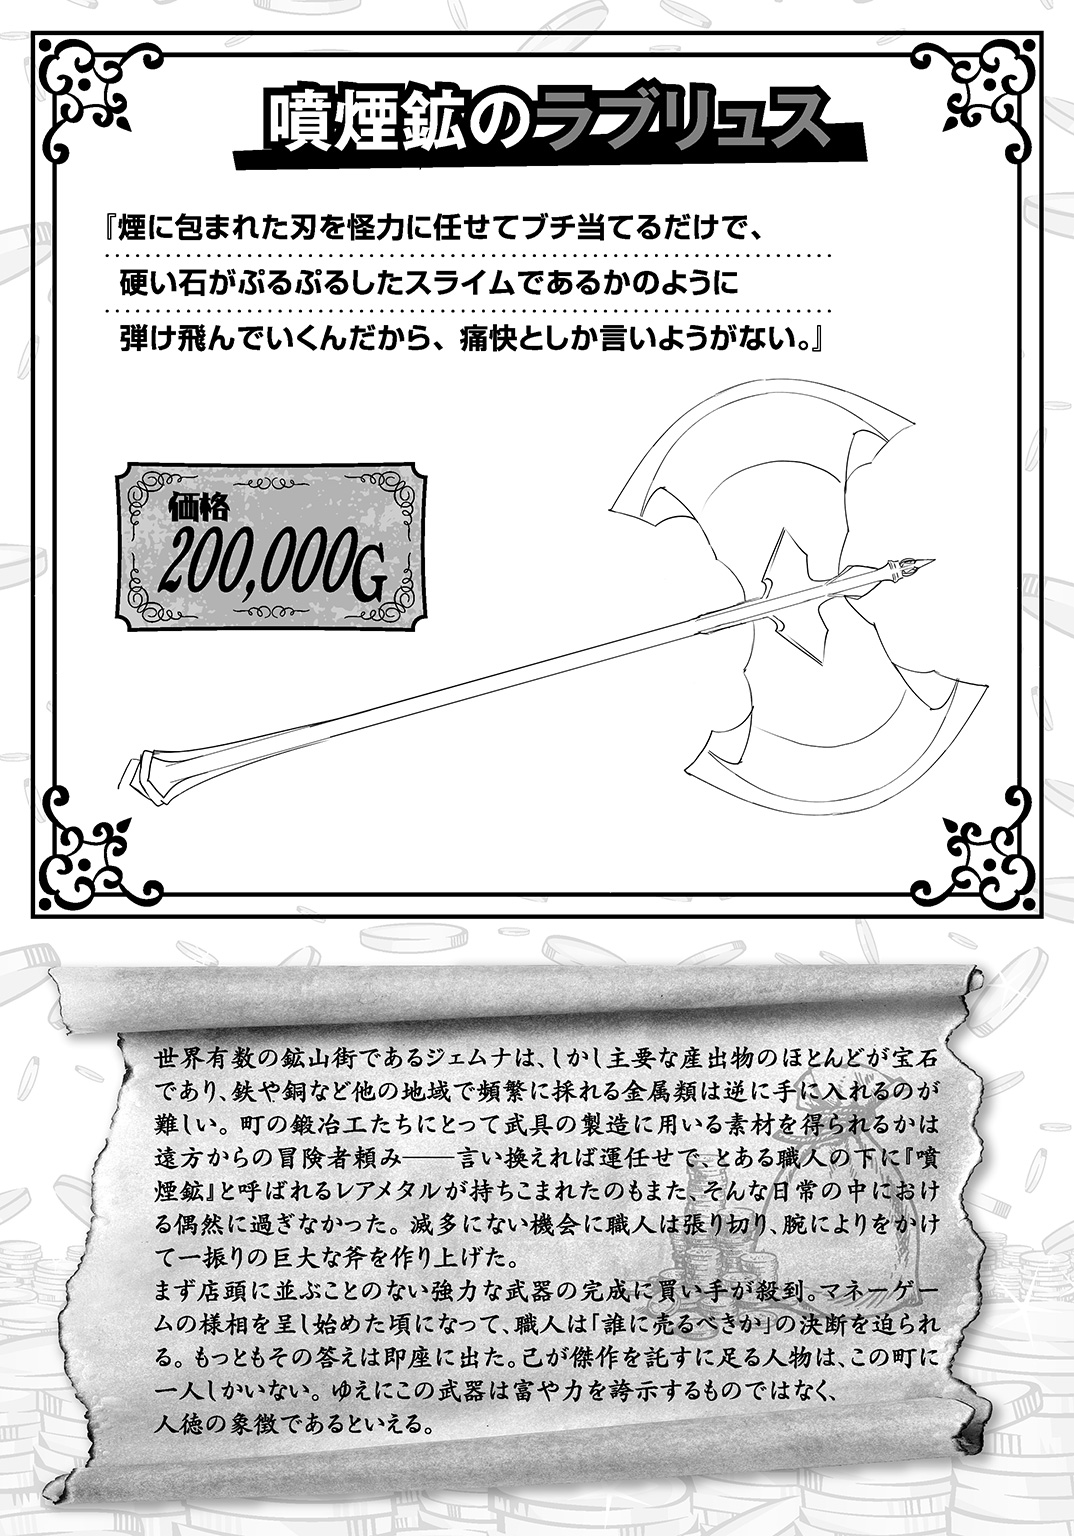 噴煙鉱のラブリュス
『煙に包まれた刃を怪力に任せてブチ当てるだけで、
硬い石がぷるぷるしたスライムであるかのように
弾け飛んでいくんだから、痛快としか言いようがない。』
価格
200,000G
世界有数の鉱山街であるジェムナは、しかし主要な産出物のほとんどが宝石
であり、鉄や銅など他の地域で頻繁に採れる金属類は逆に手に入れるのが
難しい。町の鍛冶工たちにとって武具の製造に用いる素材を得られるかは
遠方からの冒険者頼み――言い換えれば運任せで、とある職人の下に『噴
煙鉱』と呼ばれるレアメタルが持ちこまれたのもまた、そんな日常の中におけ
る偶然に過ぎなかった。滅多にない機会に職人は張り切り、腕によりをかけ
て一振りの巨大な斧を作り上げた。
まず店頭に並ぶことのない強力な武器の完成に買い手が殺到。マネーゲー
ムの様相を呈し始めた頃になって、職人は「誰に売るべきか」の決断を迫られ
る。もっともその答えは即座に出た。己が傑作を託すに足る人物は、この町に
一人しかいない。ゆえにこの武器は富や力を誇示するものではなく、
人徳の象徴であるといえる。